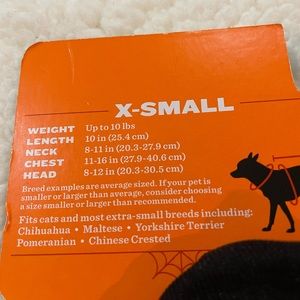 X-SMALL
WEIGHT Up to 10 lbs
LENGTH 10 in (25.4 cm)
NECK 8-11 in (20.3-27.9 cm)
CHEST 11-16 in (27.9-40.6 cm)
HEAD 8-12 in (20.3-30.5 cm)
Breed examples are average sized. If your pet is
smaller or larger than average, consider choosing
a size smaller or larger than recommended.
Fits cats and most extra-small breeds including:
Chihuahua • Maltese • Yorkshire Terrier
Pomeranian • Chinese Crested